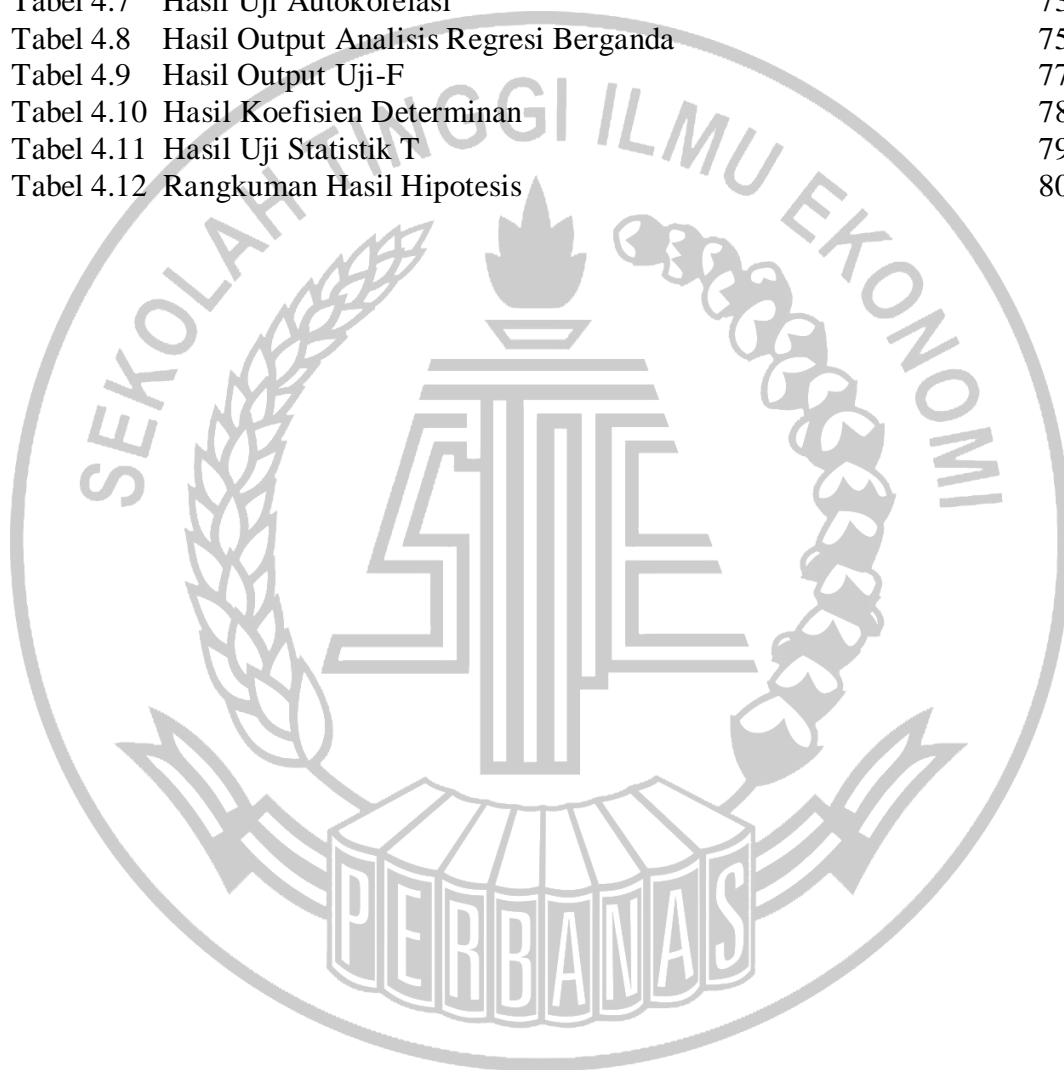 Tabel 4.7 Hasil Uji Autokorelasi 73
Tabel 4.8 Hasil Output Analisis Regresi Berganda 75
Tabel 4.9 Hasil Output Uji-F 77
Tabel 4.10 Hasil Koefisien Determinan 78
Tabel 4.11 Hasil Uji Statistik T 79
Tabel 4.12 Rangkuman Hasil Hipotesis 80
SEKOLAH TINGGI ILMU EKONOMI
STIE
PERBANAS